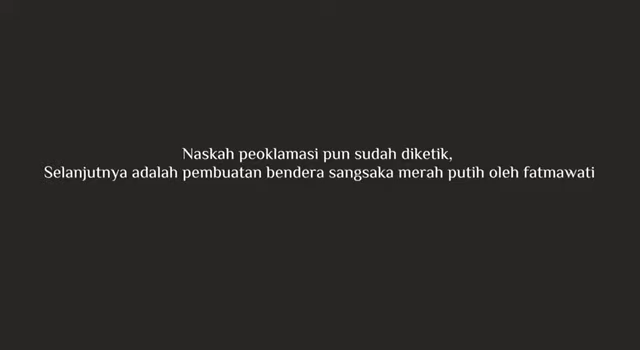 Naskah peoklamasi pun sudah diketik,
Selanjutnya adalah pembuatan bendera sangsaka merah putih oleh fatmawati